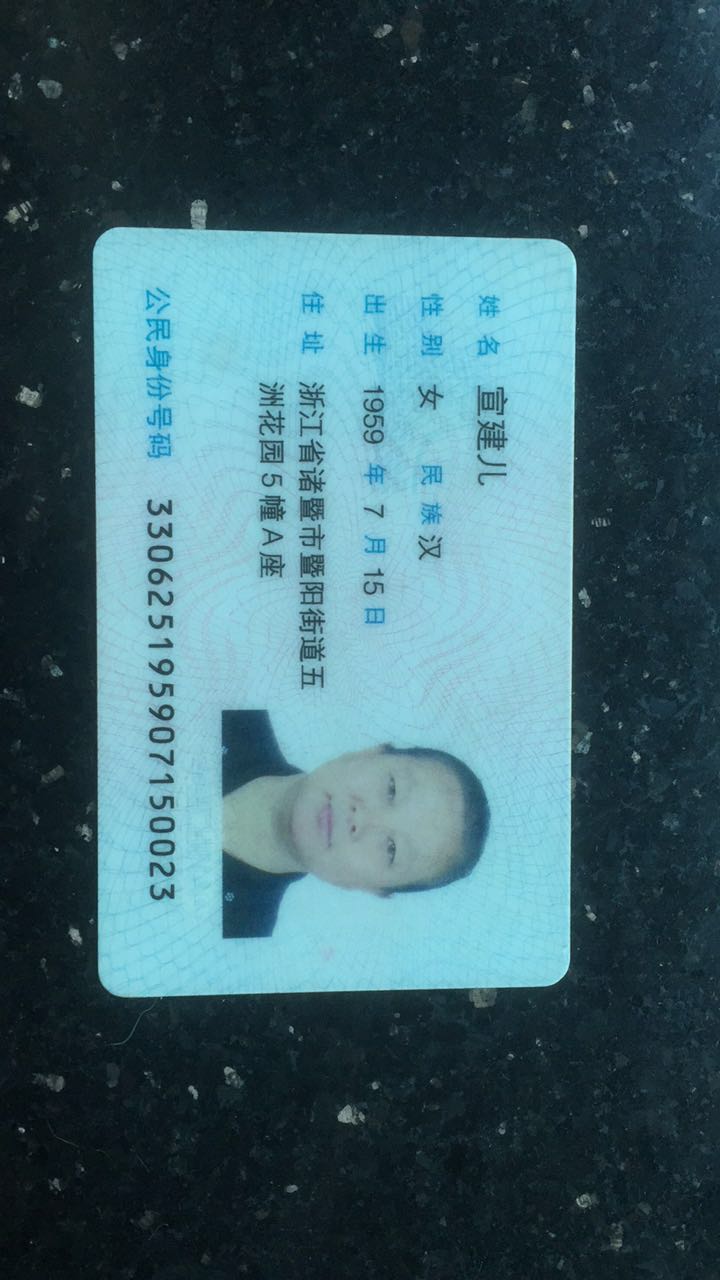 姓名 宣建儿
性别 女 民族 汉
出生 1959 年 7 月 15 日
住址 浙江省诸暨市暨阳街道五
洲花园5幢A座
公民身份号码 330625195907150023